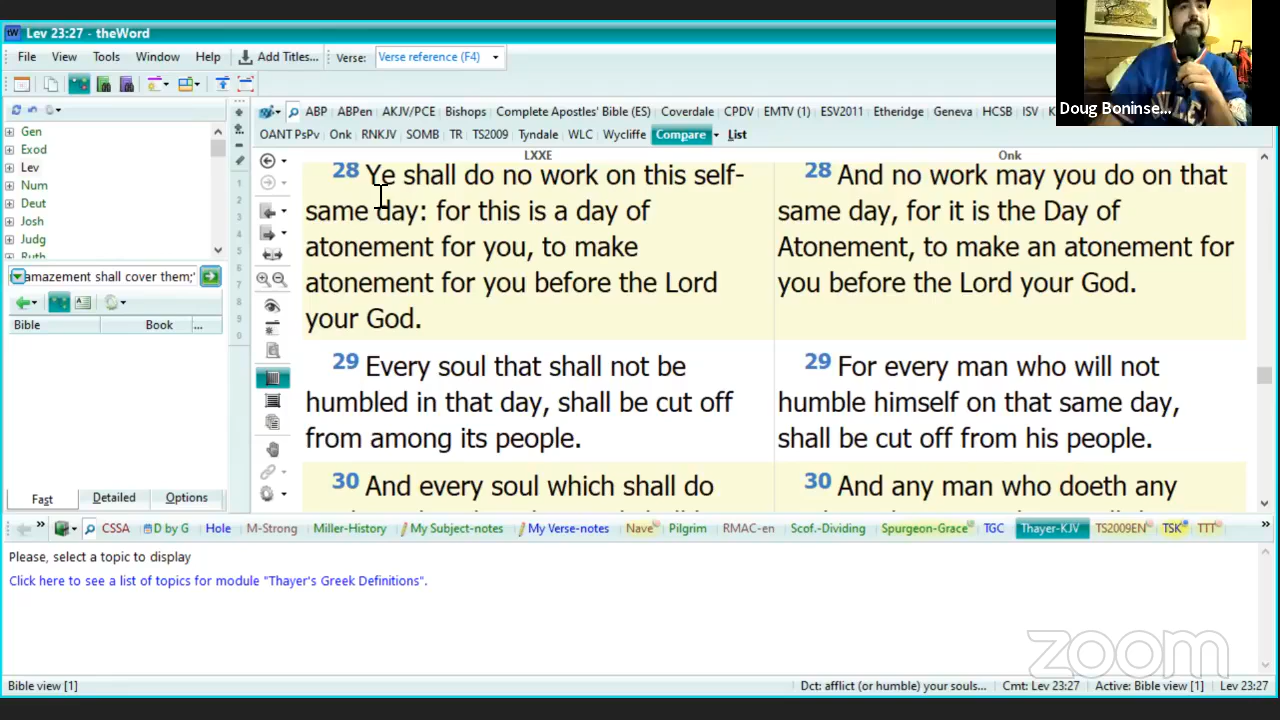 Lev 23:27 - theWord
File View Tools Window Help Add Titles... Verse: Verse reference (F4)
Doug Boninse...
ABP ABPen AKJV/PCE Bishops Complete Apostles' Bible (ES) Coverdale CPDV EMTV (1) ESV2011 Etheridge Geneva HCSB ISV K
OANT PsPv Onk RNKJV SOMB TR TS2009 Tyndale WLC Wycliffe Compare List
Gen
Exod
Lev
Num
Deut
Josh
Judg
Ruth
amazement shall cover them;'
Bible Book ...
Fast Detailed Options
1
2
3
4
5
6
7
8
9
0
LXXE
28 Ye shall do no work on this self-
same day: for this is a day of
atonement for you, to make
atonement for you before the Lord
your God.
29 Every soul that shall not be
humbled in that day, shall be cut off
from among its people.
30 And every soul which shall do
Onk
28 And no work may you do on that
same day, for it is the Day of
Atonement, to make an atonement for
you before the Lord your God.
29 For every man who will not
humble himself on that same day,
shall be cut off from his people.
30 And any man who doeth any
CSSA D by G Hole M-Strong Miller-History My Subject-notes My Verse-notes Nave Pilgrim RMAC-en Scof.-Dividing Spurgeon-Grace TGC Thayer-KJV TS2009EN TSK TTT
Please, select a topic to display
Click here to see a list of topics for module "Thayer's Greek Definitions".
zoom
Bible view [1] Dct: afflict (or humble) your souls... Cmt: Lev 23:27 Active: Bible view [1] Lev 23:27